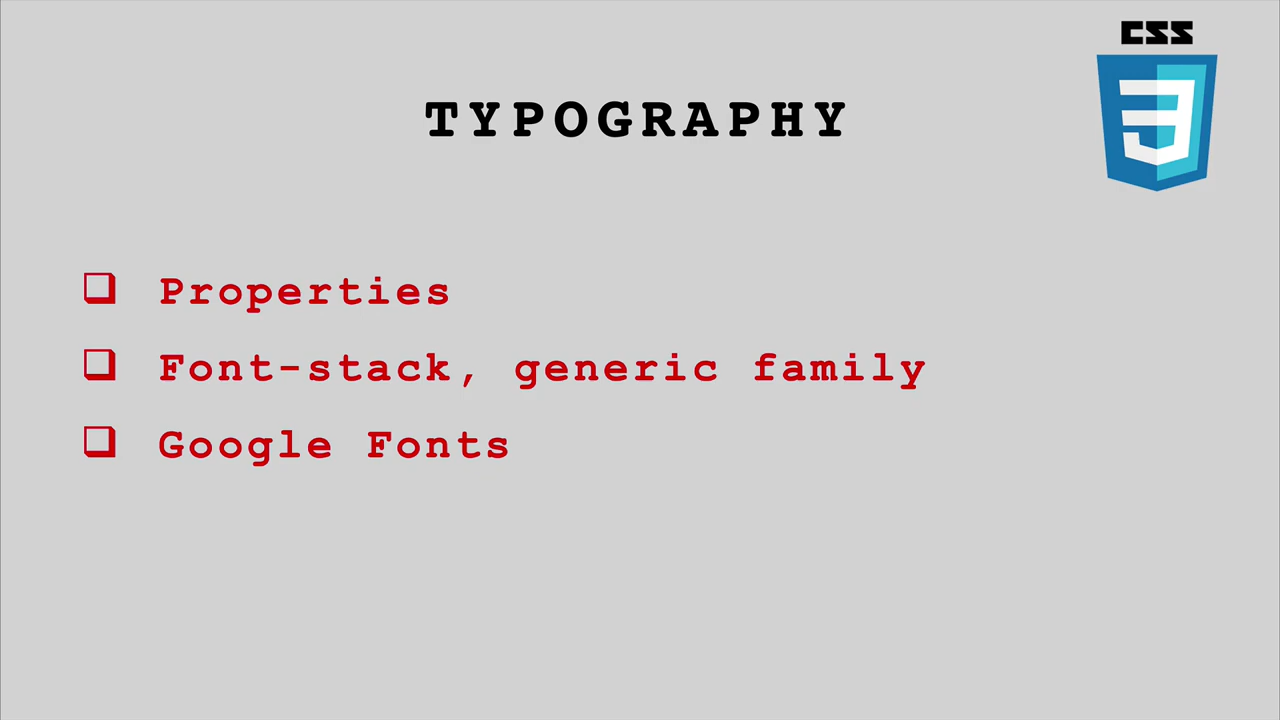 CSS
TYPOGRAPHY
Properties
Font-stack, generic family
Google Fonts